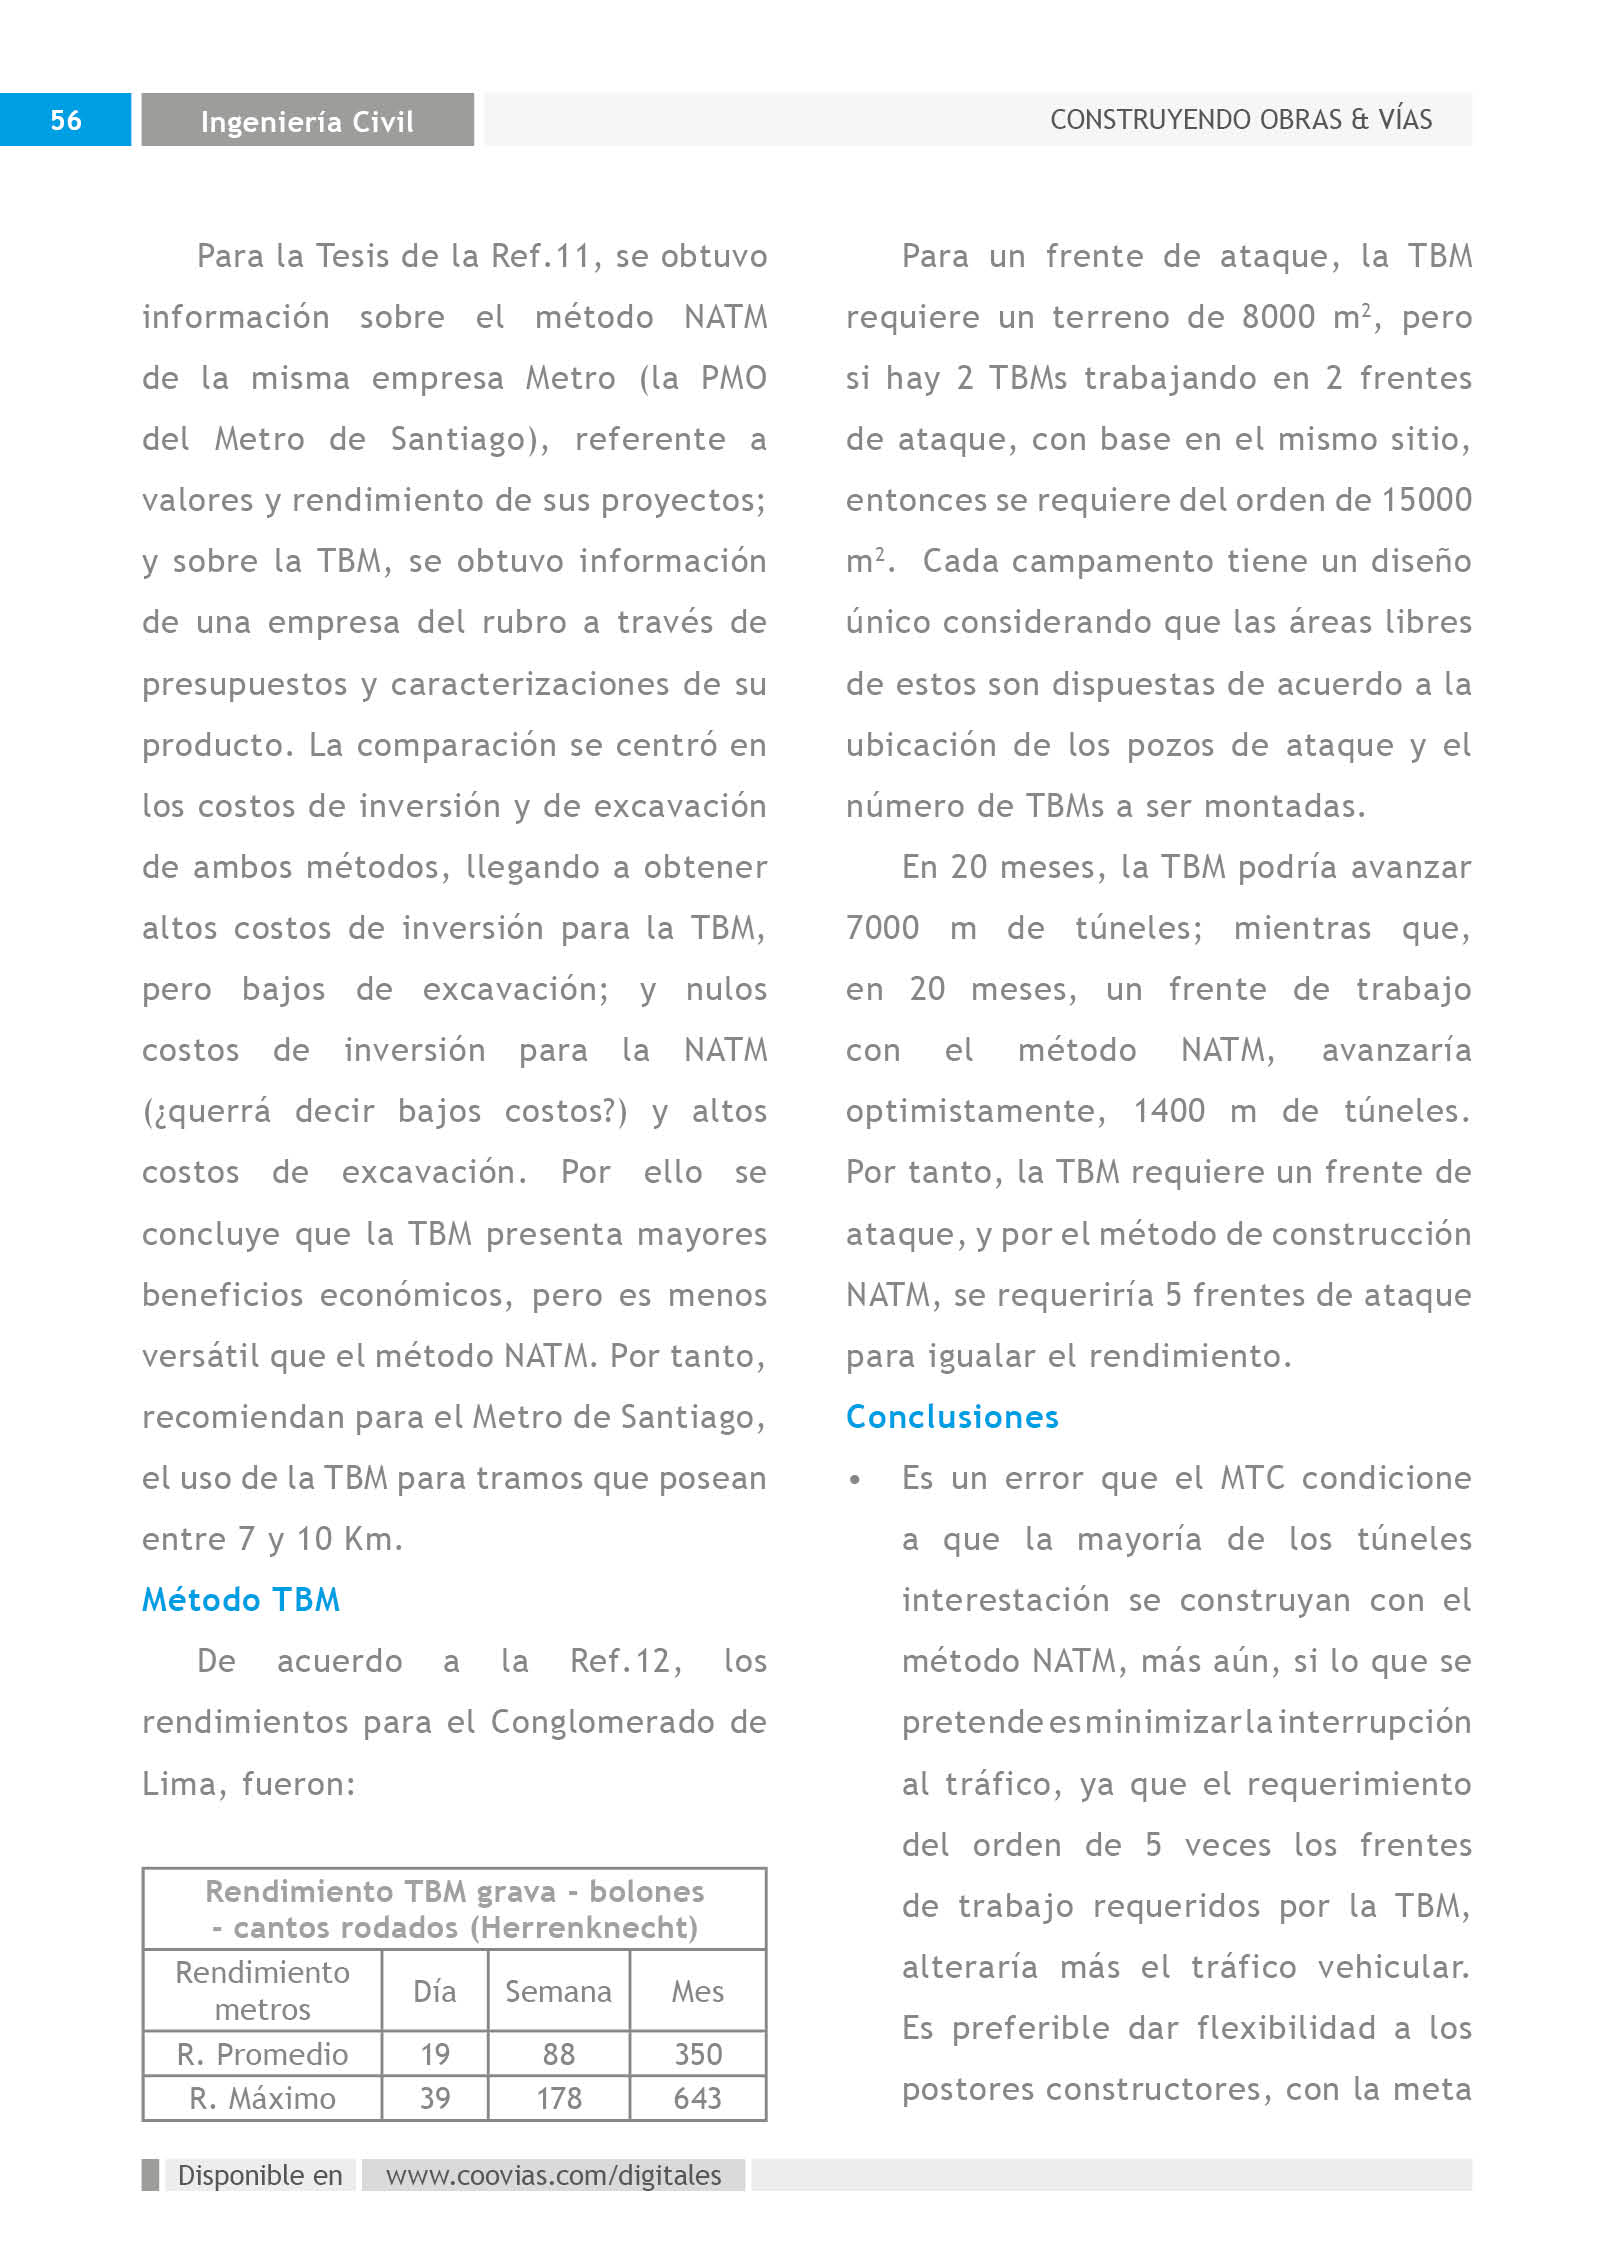 56
Ingeniería Civil
CONSTRUYENDO OBRAS & VÍAS
Para la Tesis de la Ref.11, se obtuvo
información sobre el método NATM
de la misma empresa Metro (la PMO
del Metro de Santiago), referente a
valores y rendimiento de sus proyectos;
y sobre la TBM, se obtuvo información
de una empresa del rubro a través de
presupuestos y caracterizaciones de su
producto. La comparación se centró en
los costos de inversión y de excavación
de ambos métodos, llegando a obtener
altos costos de inversión para la TBM,
pero bajos de excavación; y nulos
costos de inversión para la NATM
(¿querrá decir bajos costos?) y altos
costos de excavación. Por ello se
concluye que la TBM presenta mayores
beneficios económicos, pero es menos
versátil que el método NATM. Por tanto,
recomiendan para el Metro de Santiago,
el uso de la TBM para tramos que posean
entre 7 y 10 Km.
Método TBM
De acuerdo a la Ref.12, los
rendimientos para el Conglomerado de
Lima, fueron:
Rendimiento TBM grava - bolones
- cantos rodados (Herrenknecht)
Rendimiento
metros
Día Semana Mes
R. Promedio 19 88 350
R. Máximo 39 178 643
Para un frente de ataque, la TBM
requiere un terreno de 8000 m², pero
si hay 2 TBMs trabajando en 2 frentes
de ataque, con base en el mismo sitio,
entonces se requiere del orden de 15000
m². Cada campamento tiene un diseño
único considerando que las áreas libres
de estos son dispuestas de acuerdo a la
ubicación de los pozos de ataque y el
número de TBMs a ser montadas.
En 20 meses, la TBM podría avanzar
7000 m de túneles; mientras que,
en 20 meses, un frente de trabajo
con el método NATM, avanzaría
optimistamente, 1400 m de túneles.
Por tanto, la TBM requiere un frente de
ataque, y por el método de construcción
NATM, se requeriría 5 frentes de ataque
para igualar el rendimiento.
Conclusiones
• Es un error que el MTC condicione
a que la mayoría de los túneles
interestación se construyan con el
método NATM, más aún, si lo que se
pretende es minimizar la interrupción
al tráfico, ya que el requerimiento
del orden de 5 veces los frentes
de trabajo requeridos por la TBM,
alteraría más el tráfico vehicular.
Es preferible dar flexibilidad a los
postores constructores, con la meta
Disponible en www.coovias.com/digitales